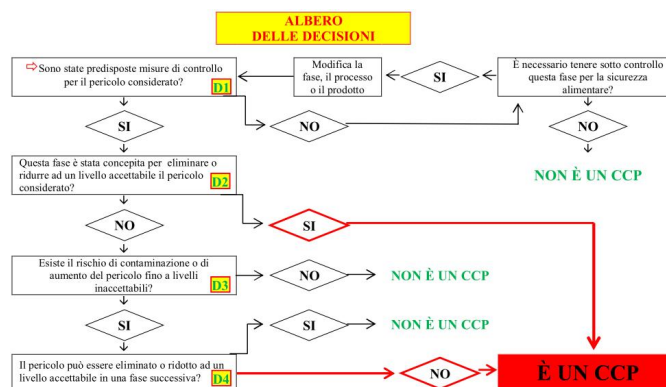 ALBERO
DELLE DECISIONI
Sono state predisposte misure di controllo
per il pericolo considerato?
D1
Modifica la
fase, il processo
o il prodotto
SI
È necessario tenere sotto controllo
questa fase per la sicurezza
alimentare?
SI
NO
NO
NON È UN CCP
Questa fase è stata concepita per eliminare o
ridurre ad un livello accettabile il pericolo
considerato?
D2
NO
SI
Esiste il rischio di contaminazione o di
aumento del pericolo fino a livelli
inaccettabili?
D3
NO
NON È UN CCP
SI
SI
NON È UN CCP
Il pericolo può essere eliminato o ridotto ad un
livello accettabile in una fase successiva?
D4
NO
È UN CCP